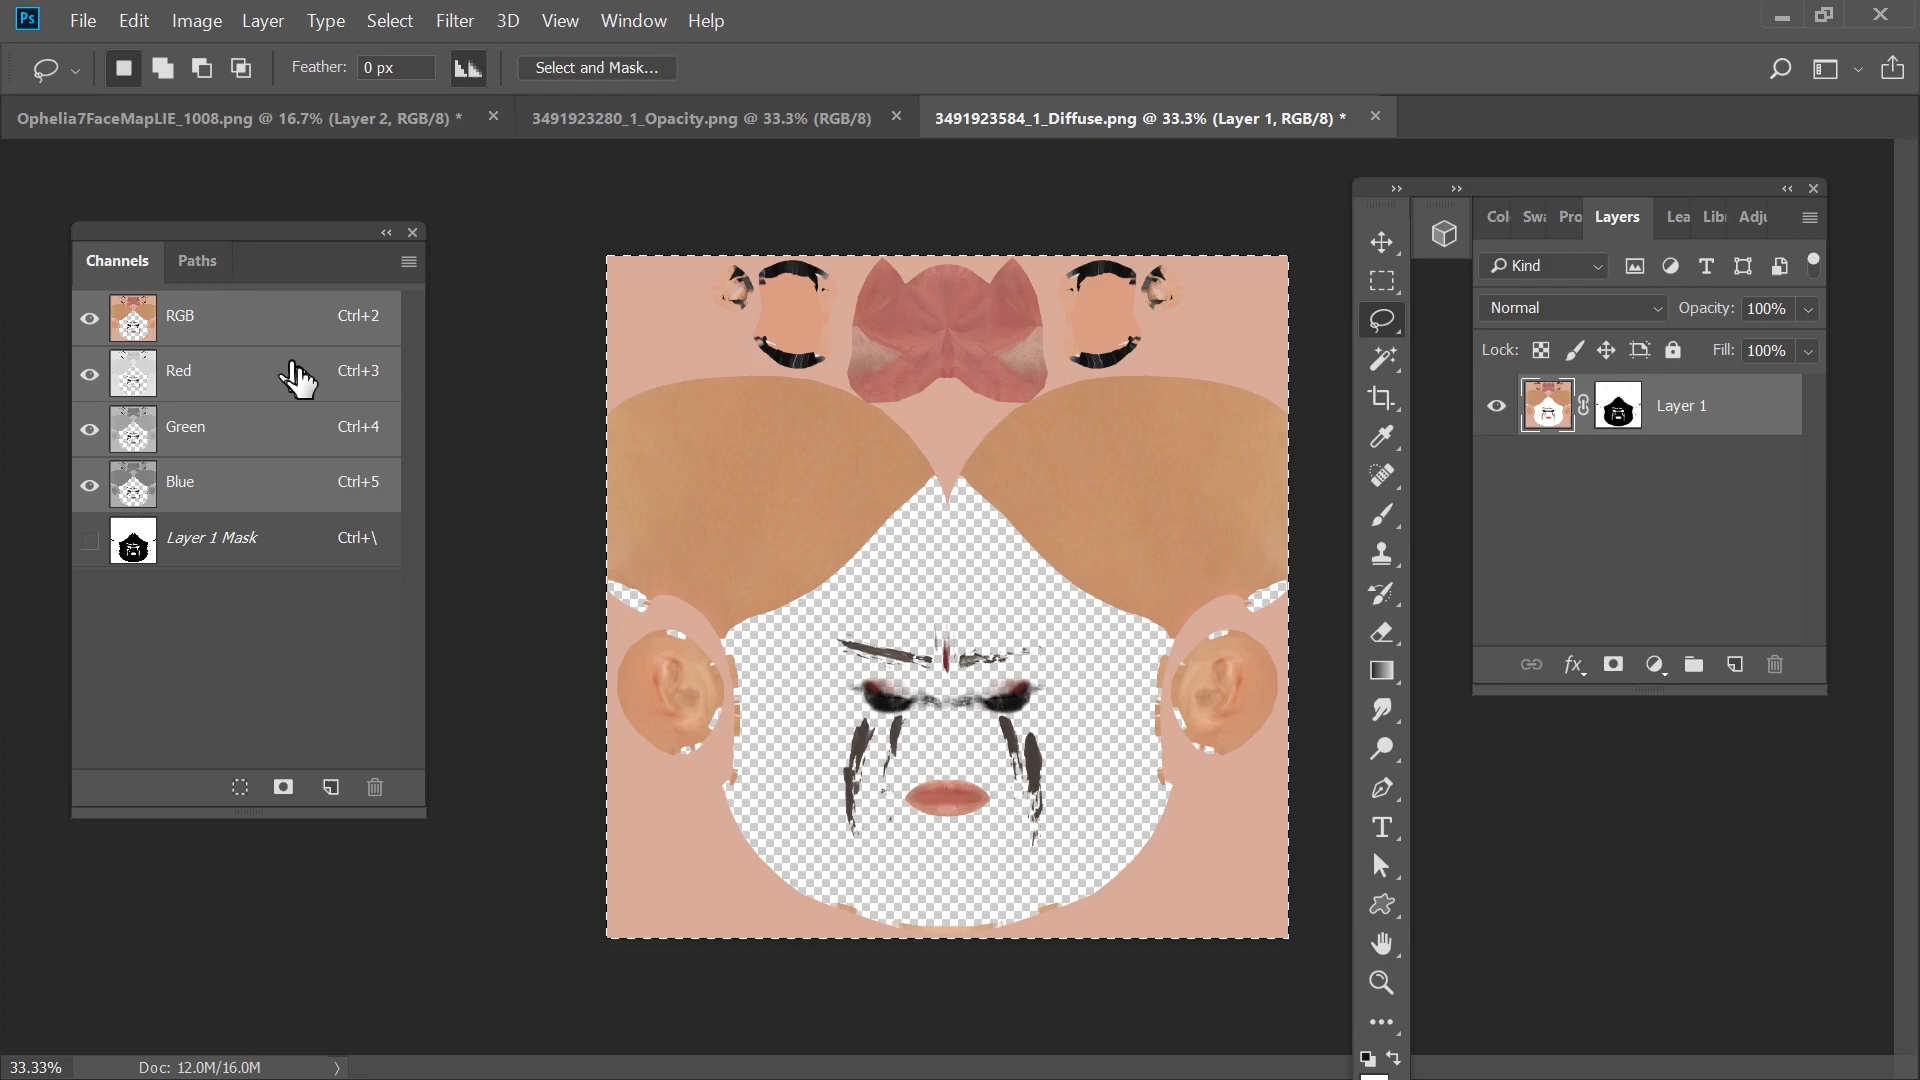 Ps File Edit Image Layer Type Select Filter 3D View Window Help
Feather: 0 px Select and Mask...
Ophelia7FaceMapLIE_1008.png @ 16.7% (Layer 2, RGB/8) *
3491923280_1_Opacity.png @ 33.3% (RGB/8)
3491923584_1_Diffuse.png @ 33.3% (Layer 1, RGB/8) *
Channels Paths
RGB Ctrl+2
Red Ctrl+3
Green Ctrl+4
Blue Ctrl+5
Layer 1 Mask Ctrl+\
Col Swa Pro Layers Lea Libr Adju
Kind
Normal Opacity: 100%
Lock: Fill: 100%
Layer 1
fx
33.33% Doc: 12.0M/16.0M